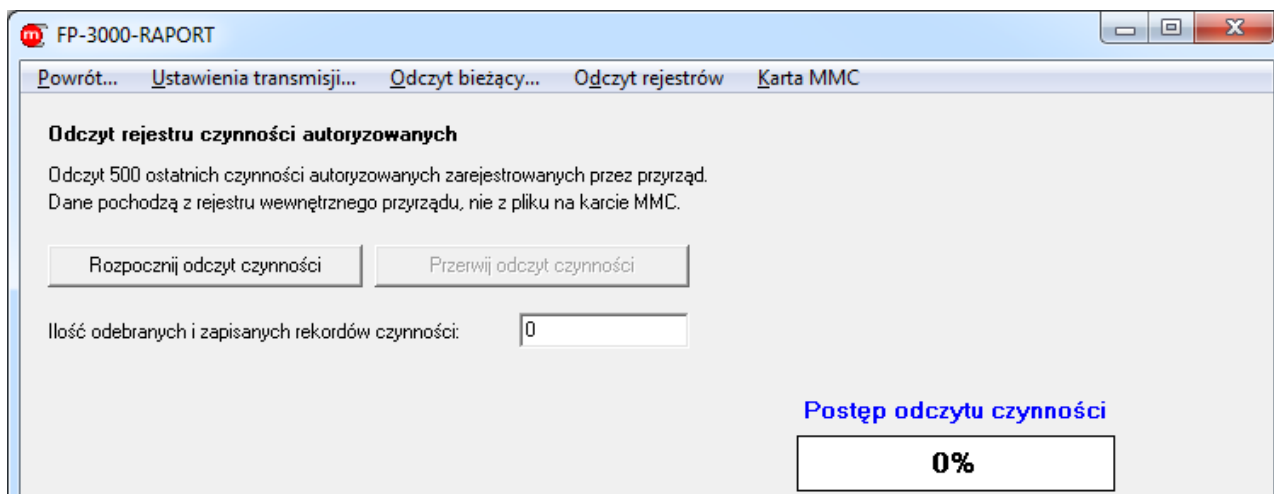 FP-3000-RAPORT
Powrót... Ustawienia transmisji... Odczyt bieżący... Odczyt rejestrów Karta MMC
Odczyt rejestru czynności autoryzowanych
Odczyt 500 ostatnich czynności autoryzowanych zarejestrowanych przez przyrząd.
Dane pochodzą z rejestru wewnętrznego przyrządu, nie z pliku na karcie MMC.
Rozpocznij odczyt czynności Przerwij odczyt czynności
Ilość odebranych i zapisanych rekordów czynności: 0
Postęp odczytu czynności
0%